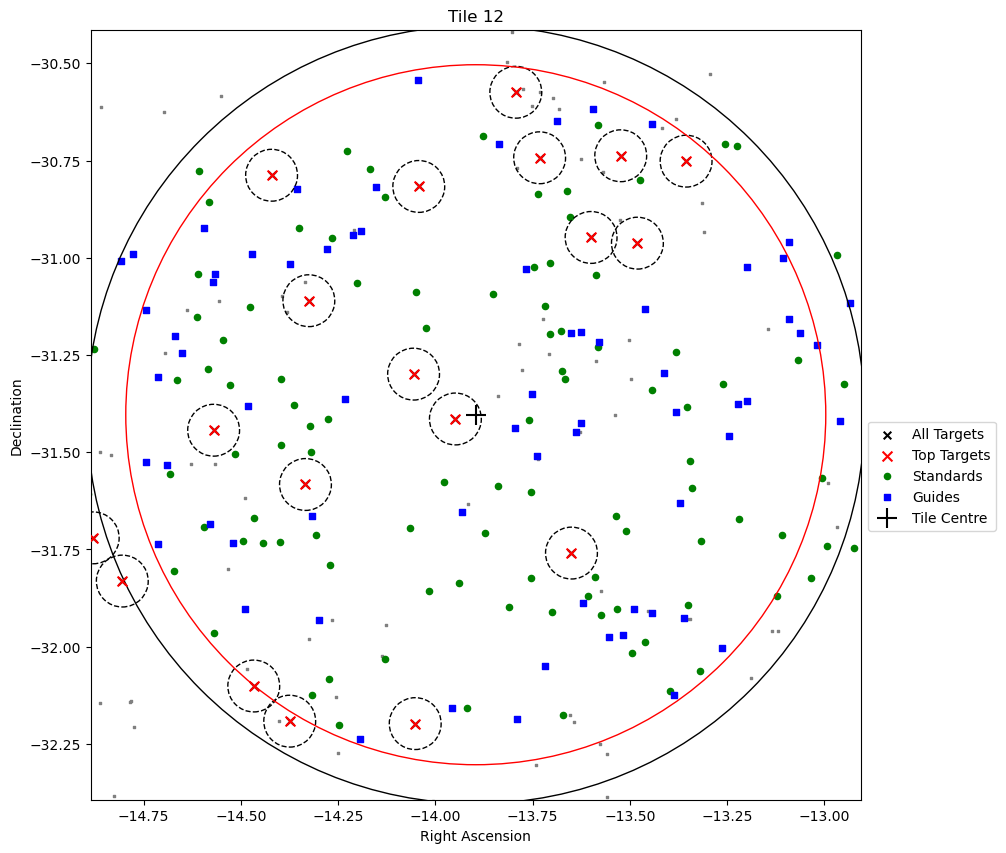 Tile 12
Declination
−30.50
−30.75
−31.00
−31.25
−31.50
−31.75
−32.00
−32.25
−14.75
−14.50
−14.25
−14.00
−13.75
−13.50
−13.25
−13.00
Right Ascension
All Targets
Top Targets
Standards
Guides
Tile Centre